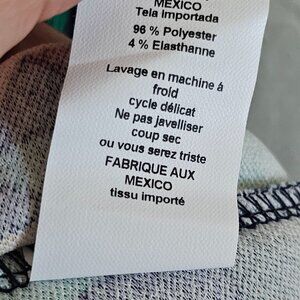 MEXICO
Tela importada
96 % Polyester
4 % Elasthanne
Lavage en machine à
froid
cycle délicat
Ne pas javelliser
coup sec
ou vous serez triste
FABRIQUE AUX
MEXICO
tissu importé